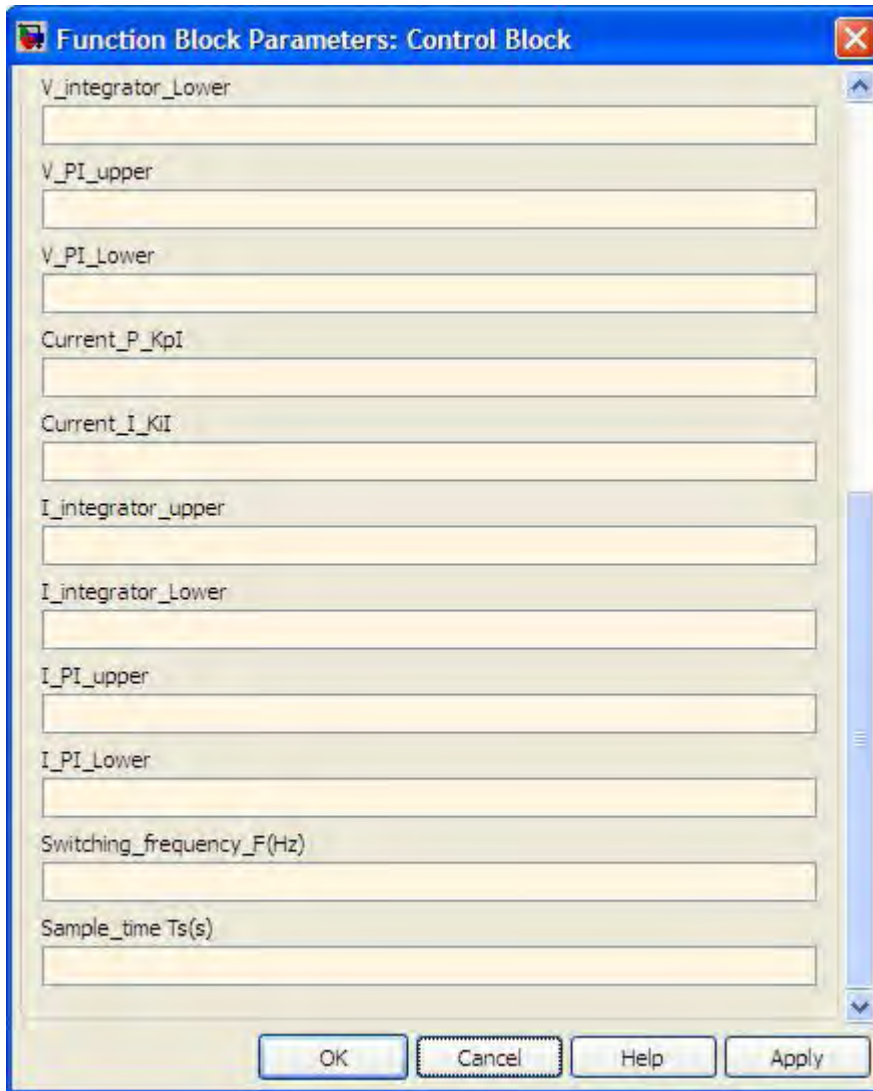 Function Block Parameters: Control Block
V_integrator_Lower
V_PI_upper
V_PI_Lower
Current_P_KpI
Current_I_KiI
I_integrator_upper
I_integrator_Lower
I_PI_upper
I_PI_Lower
Switching_frequency_F(Hz)
Sample_time Ts(s)
OK Cancel Help Apply